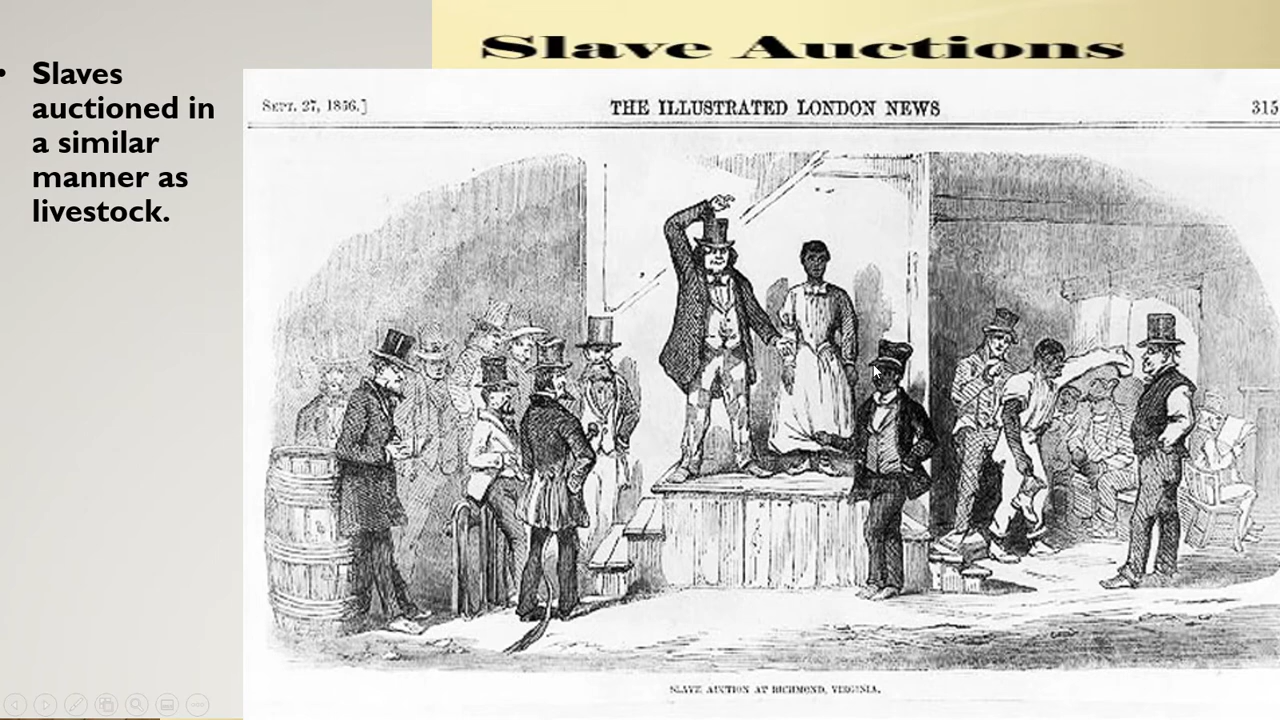 Slave Auctions
• Slaves
auctioned in
a similar
manner as
livestock.
SEPT. 27, 1856.]
THE ILLUSTRATED LONDON NEWS
315
SLAVE AUCTION AT RICHMOND, VIRGINIA.